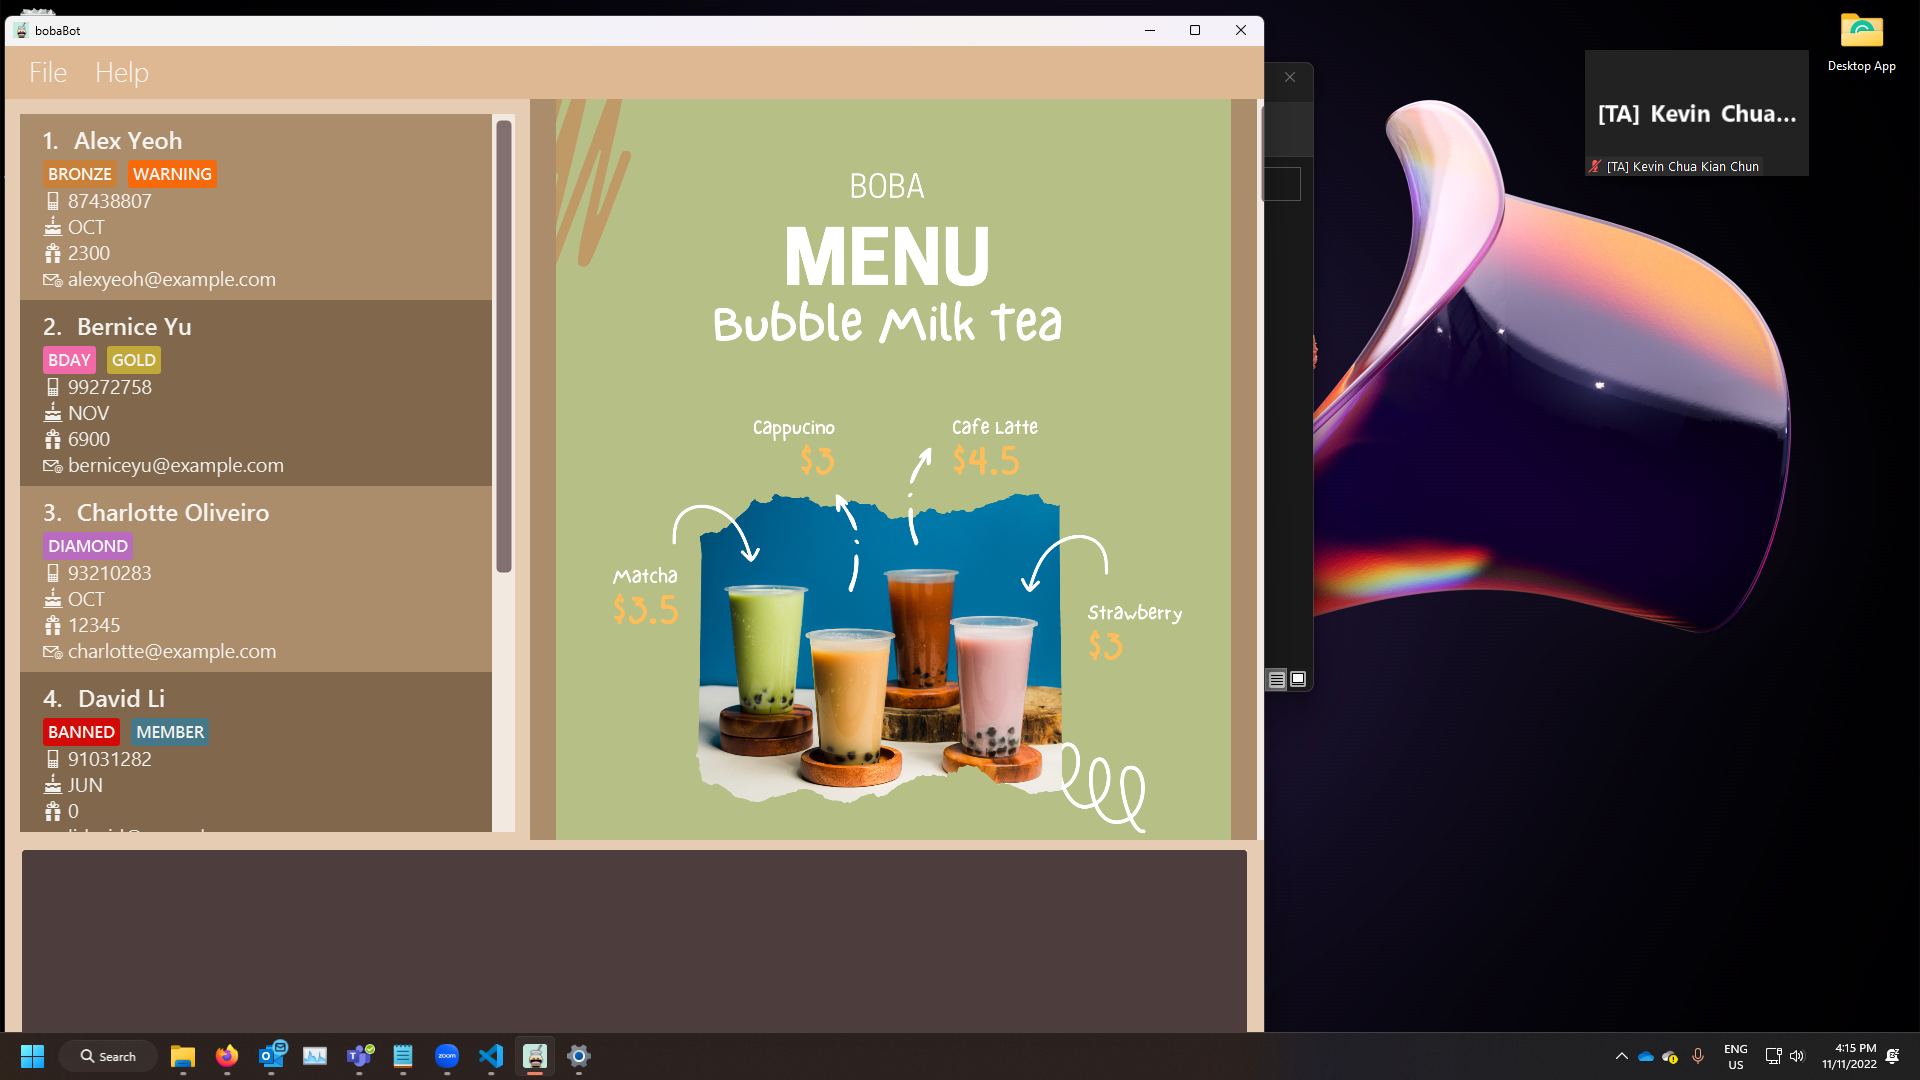 bobaBot
File Help
1. Alex Yeoh
BRONZE WARNING
87438807
OCT
2300
alexyeoh@example.com
2. Bernice Yu
BDAY GOLD
99272758
NOV
6900
berniceyu@example.com
3. Charlotte Oliveiro
DIAMOND
93210283
OCT
12345
charlotte@example.com
4. David Li
BANNED MEMBER
91031282
JUN
0
BOBA
MENU
Bubble Milk Tea
Cappucino
$3
Cafe Latte
$4.5
Matcha
$3.5
Strawberry
$3
Desktop App
[TA] Kevin Chua...
[TA] Kevin Chua Kian Chun
Search
zoom
ENG
US
4:15 PM
11/11/2022